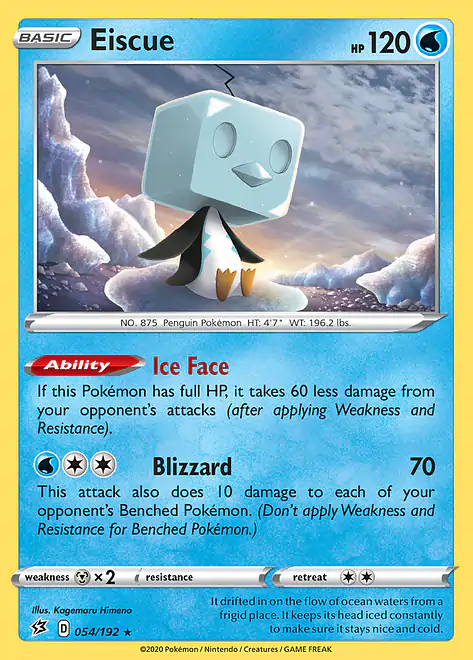 BASIC Eiscue HP 120
NO. 875 Penguin Pokémon HT: 4'7" WT: 196.2 lbs.
Ability Ice Face
If this Pokémon has full HP, it takes 60 less damage from
your opponent's attacks (after applying Weakness and
Resistance).
Blizzard 70
This attack also does 10 damage to each of your
opponent's Benched Pokémon. (Don't apply Weakness and
Resistance for Benched Pokémon.)
weakness ×2 resistance retreat
Illus. Kagemaru Himeno
D 054/192 ★
It drifted in on the flow of ocean waters from a
frigid place. It keeps its head iced constantly
to make sure it stays nice and cold.
©2020 Pokémon / Nintendo / Creatures / GAME FREAK